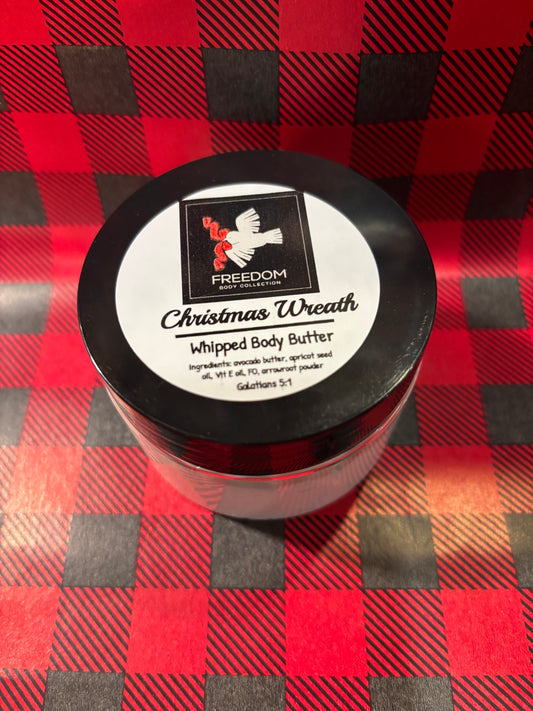 FREEDOM
BODY COLLECTION
Christmas Wreath
Whipped Body Butter
Ingredients: avocado butter, apricot seed
oil, Vit E oil, FO, arrowroot powder
Galatians 5:1